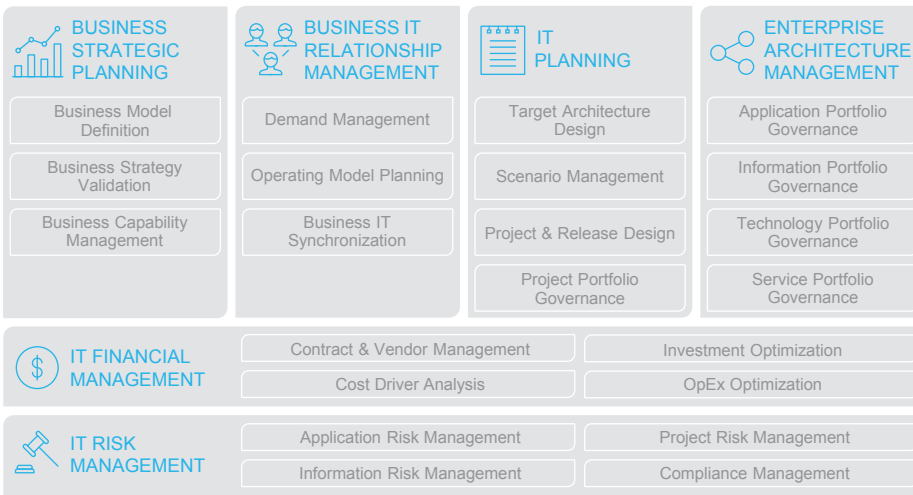 BUSINESS
STRATEGIC
PLANNING
Business Model
Definition
Business Strategy
Validation
Business Capability
Management
BUSINESS IT
RELATIONSHIP
MANAGEMENT
Demand Management
Operating Model Planning
Business IT
Synchronization
IT
PLANNING
Target Architecture
Design
Scenario Management
Project & Release Design
Project Portfolio
Governance
ENTERPRISE
ARCHITECTURE
MANAGEMENT
Application Portfolio
Governance
Information Portfolio
Governance
Technology Portfolio
Governance
Service Portfolio
Governance
IT FINANCIAL
MANAGEMENT
$
Contract & Vendor Management
Investment Optimization
Cost Driver Analysis
OpEx Optimization
IT RISK
MANAGEMENT
Application Risk Management
Project Risk Management
Information Risk Management
Compliance Management